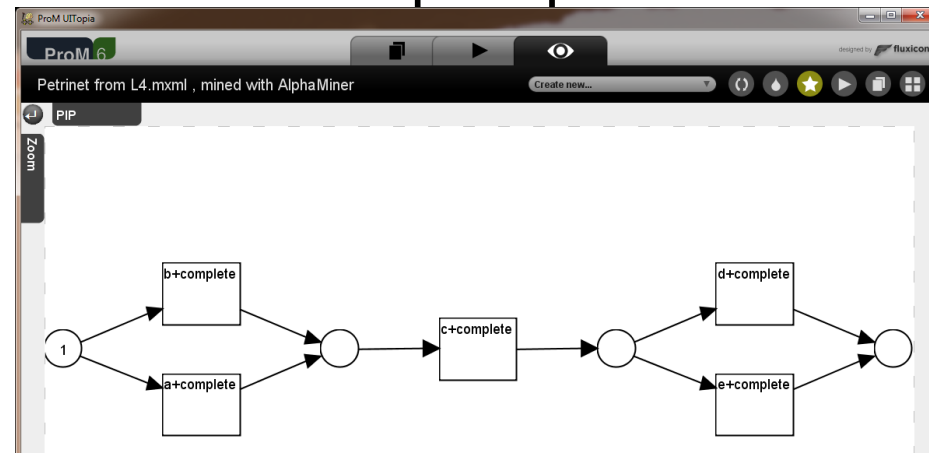 ProM UITopia
ProM 6
designed by fluxicon
Petrinet from L4.mxml , mined with AlphaMiner
Create new...
PIP
Zoom
b+complete
d+complete
c+complete
1
a+complete
e+complete